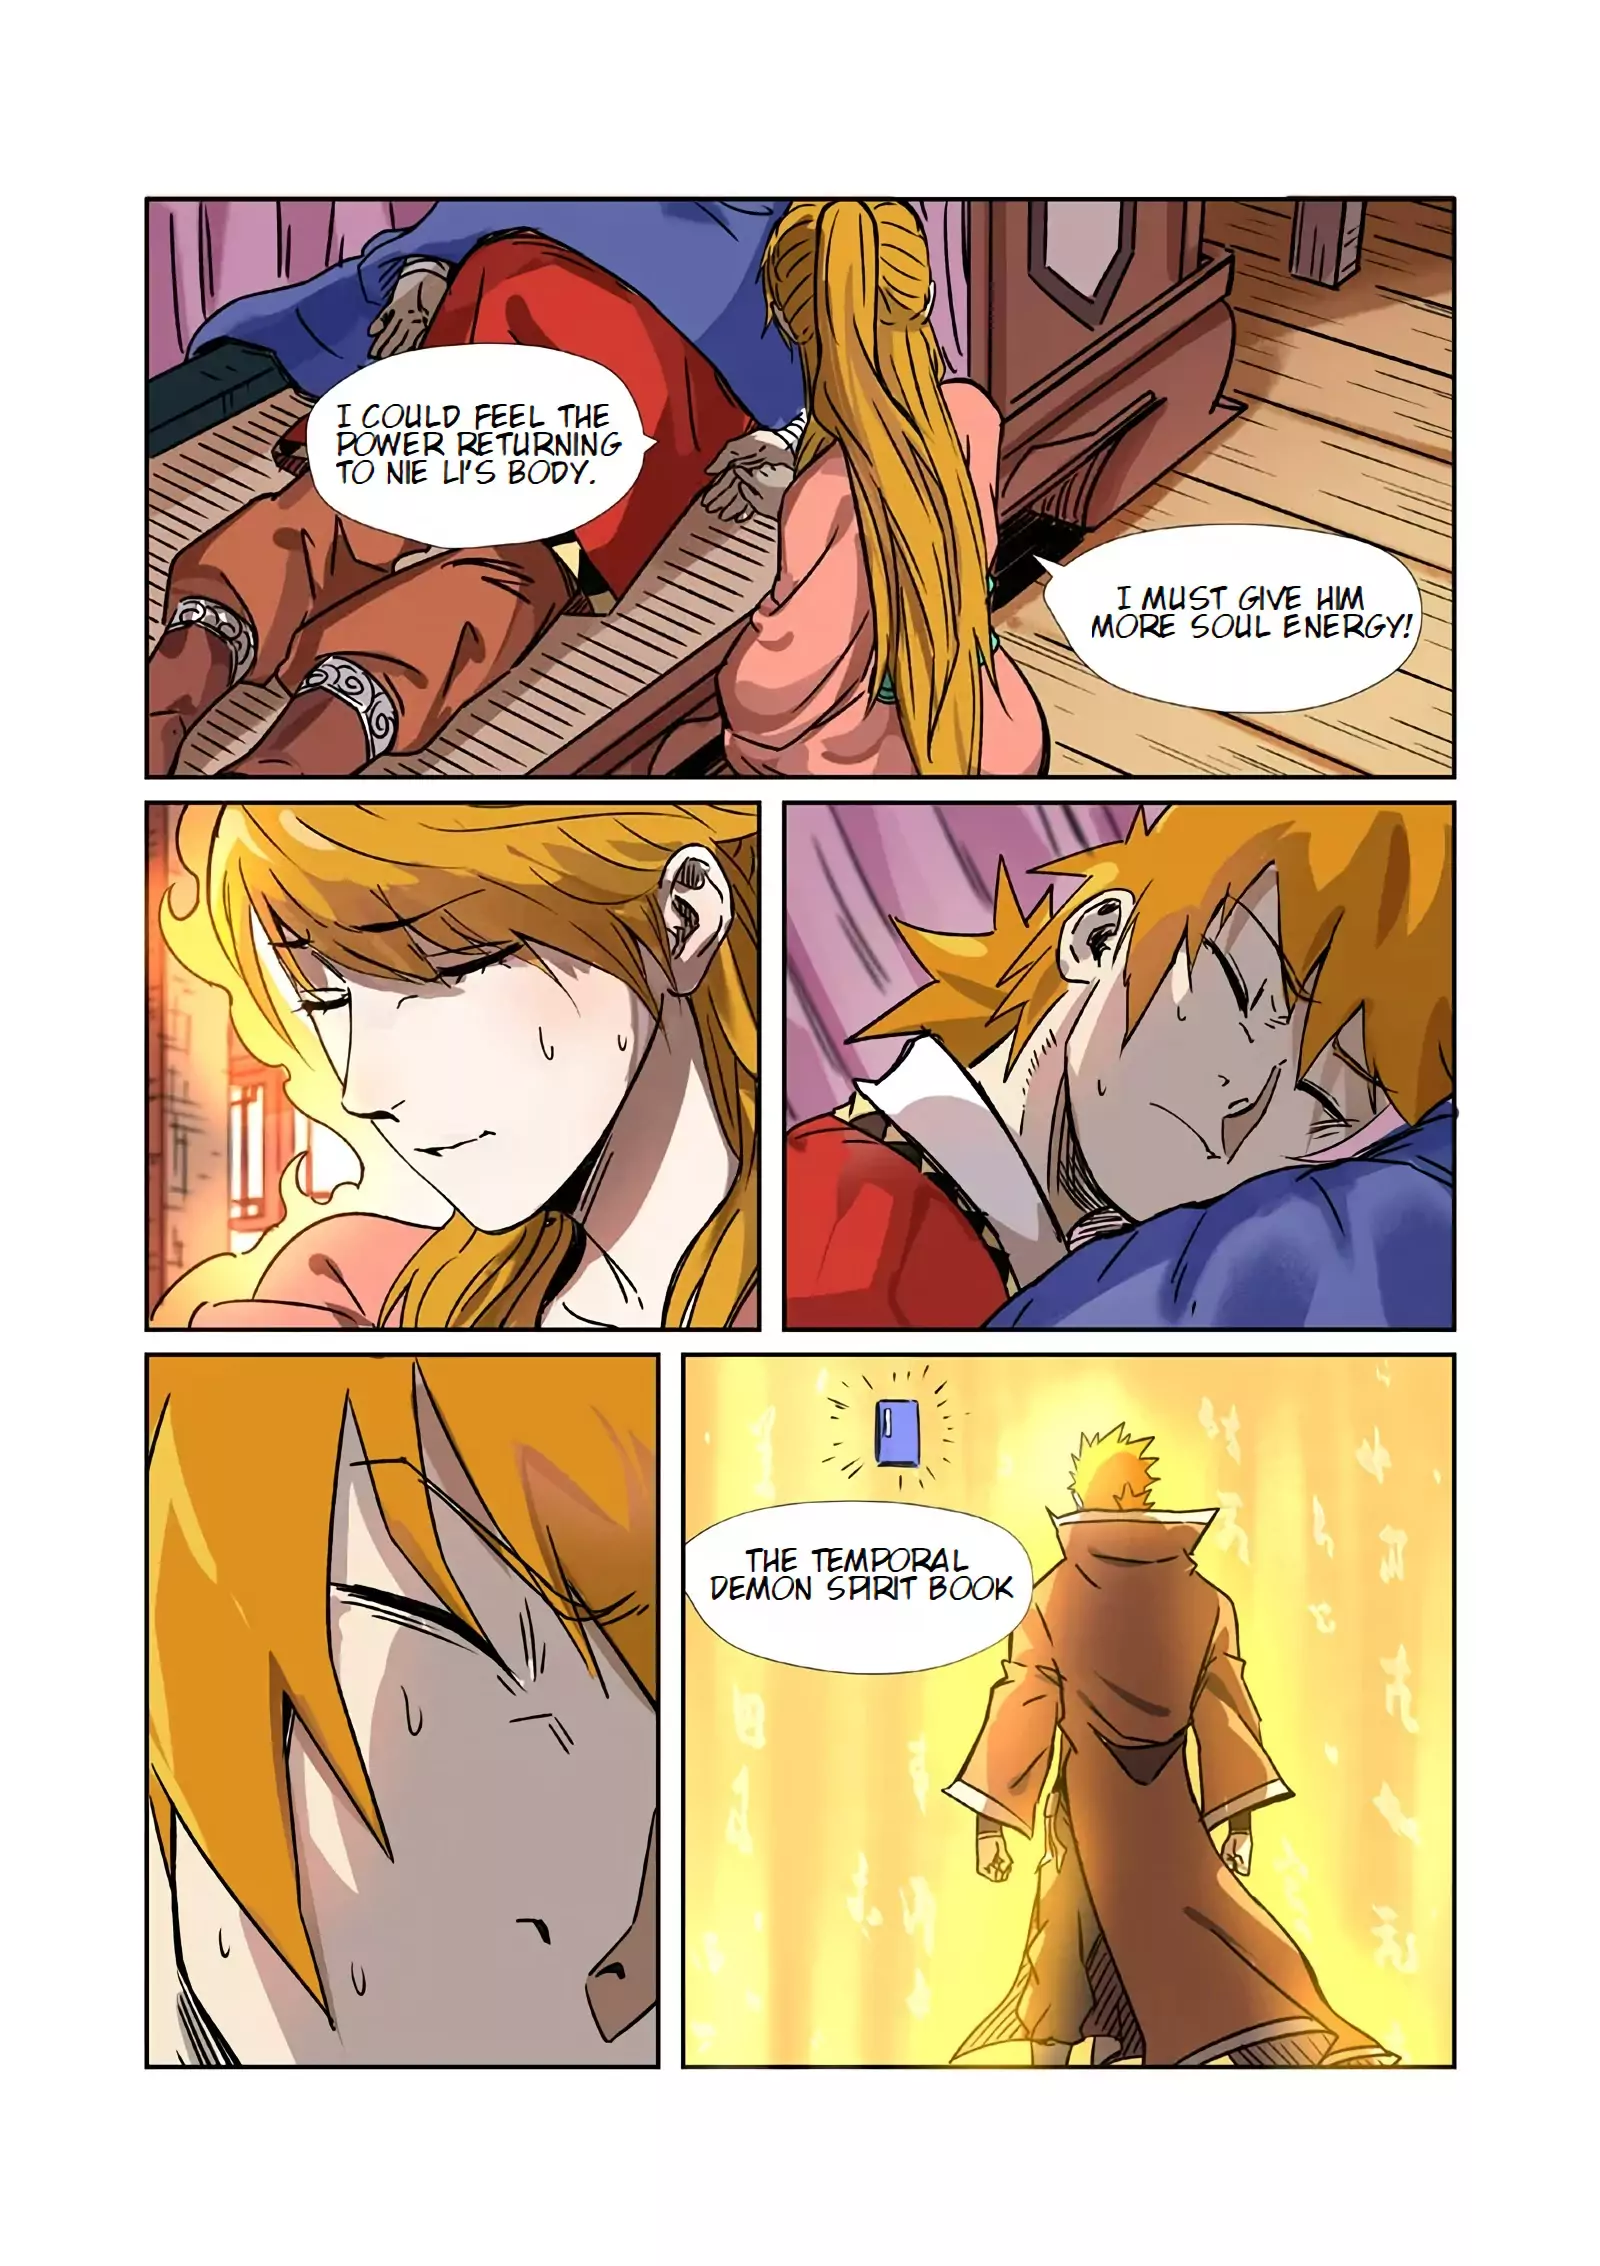 I COULD FEEL THE
POWER RETURNING
TO NIE LI'S BODY.
I MUST GIVE HIM
MORE SOUL ENERGY!
THE TEMPORAL
DEMON SPIRIT BOOK